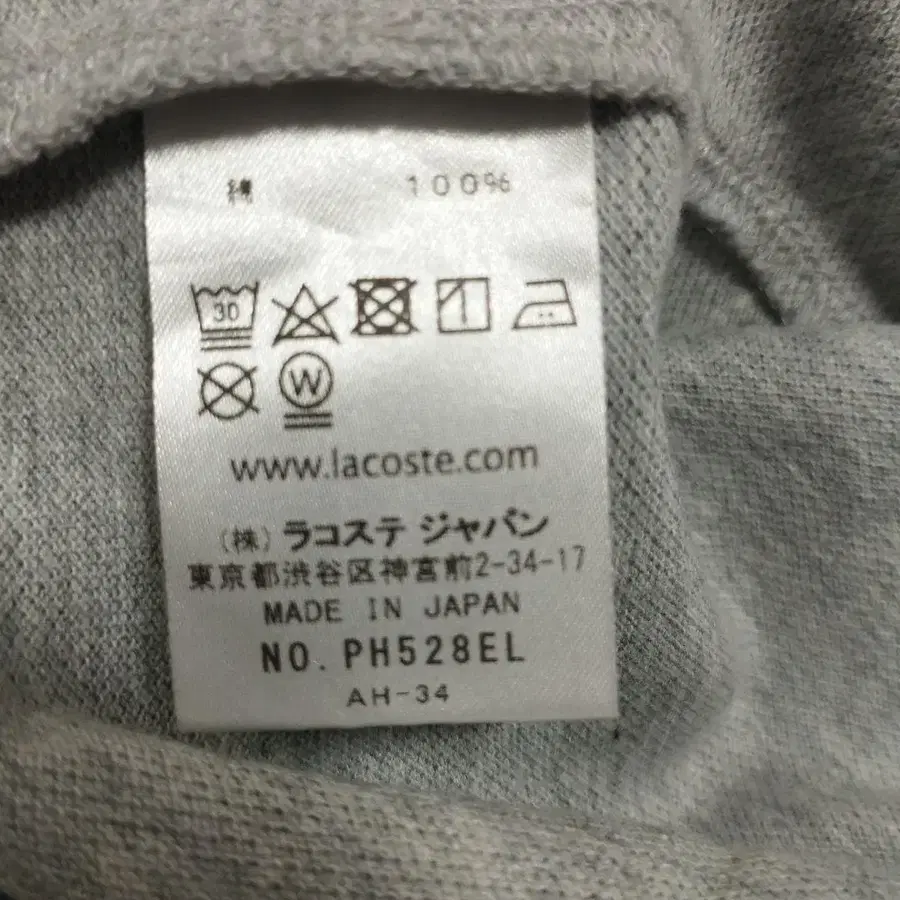 綿 100%
30
W
www.lacoste.com
(株) ラコステ ジャパン
東京都渋谷区神宮前2-34-17
MADE IN JAPAN
NO. PH528EL
AH-34